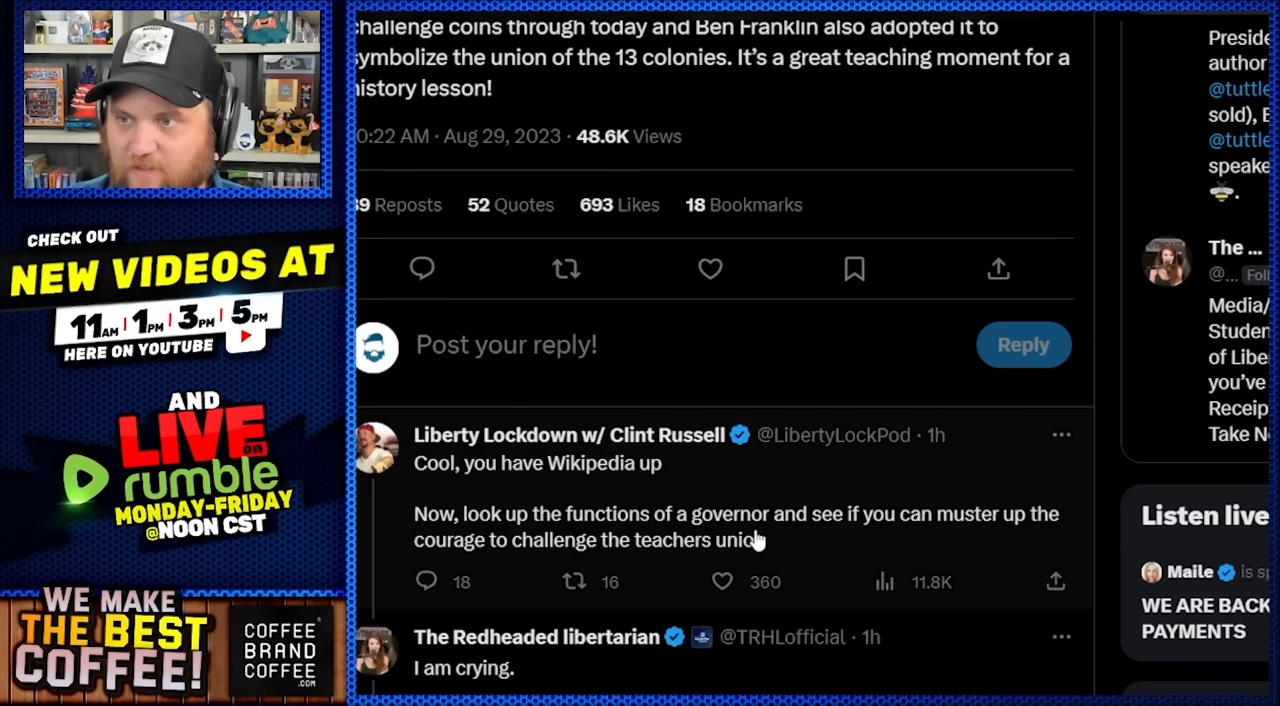 challenge coins through today and Ben Franklin also adopted it to
symbolize the union of the 13 colonies. It's a great teaching moment for a
history lesson!
0:22 AM · Aug 29, 2023 · 48.6K Views
39 Reposts 52 Quotes 693 Likes 18 Bookmarks
Post your reply!
Reply
Liberty Lockdown w/ Clint Russell @LibertyLockPod · 1h
Cool, you have Wikipedia up
Now, look up the functions of a governor and see if you can muster up the
courage to challenge the teachers union
18 16 360 11.8K
The Redheaded libertarian @TRHLofficial · 1h
I am crying.
Preside
author
@tuttle
sold), E
@tuttle
speake
The ...
@... Foll
Media/
Studen
of Libe
you've
Receip
Take N
Listen live
Maile is sp
WE ARE BACK
PAYMENTS
CHECK OUT
NEW VIDEOS AT
11AM | 1PM | 3PM | 5PM
HERE ON YOUTUBE
AND
LIVE on
rumble
MONDAY-FRIDAY
@NOON CST
WE MAKE
THE BEST
COFFEE!
COFFEE
BRAND
COFFEE
.COM